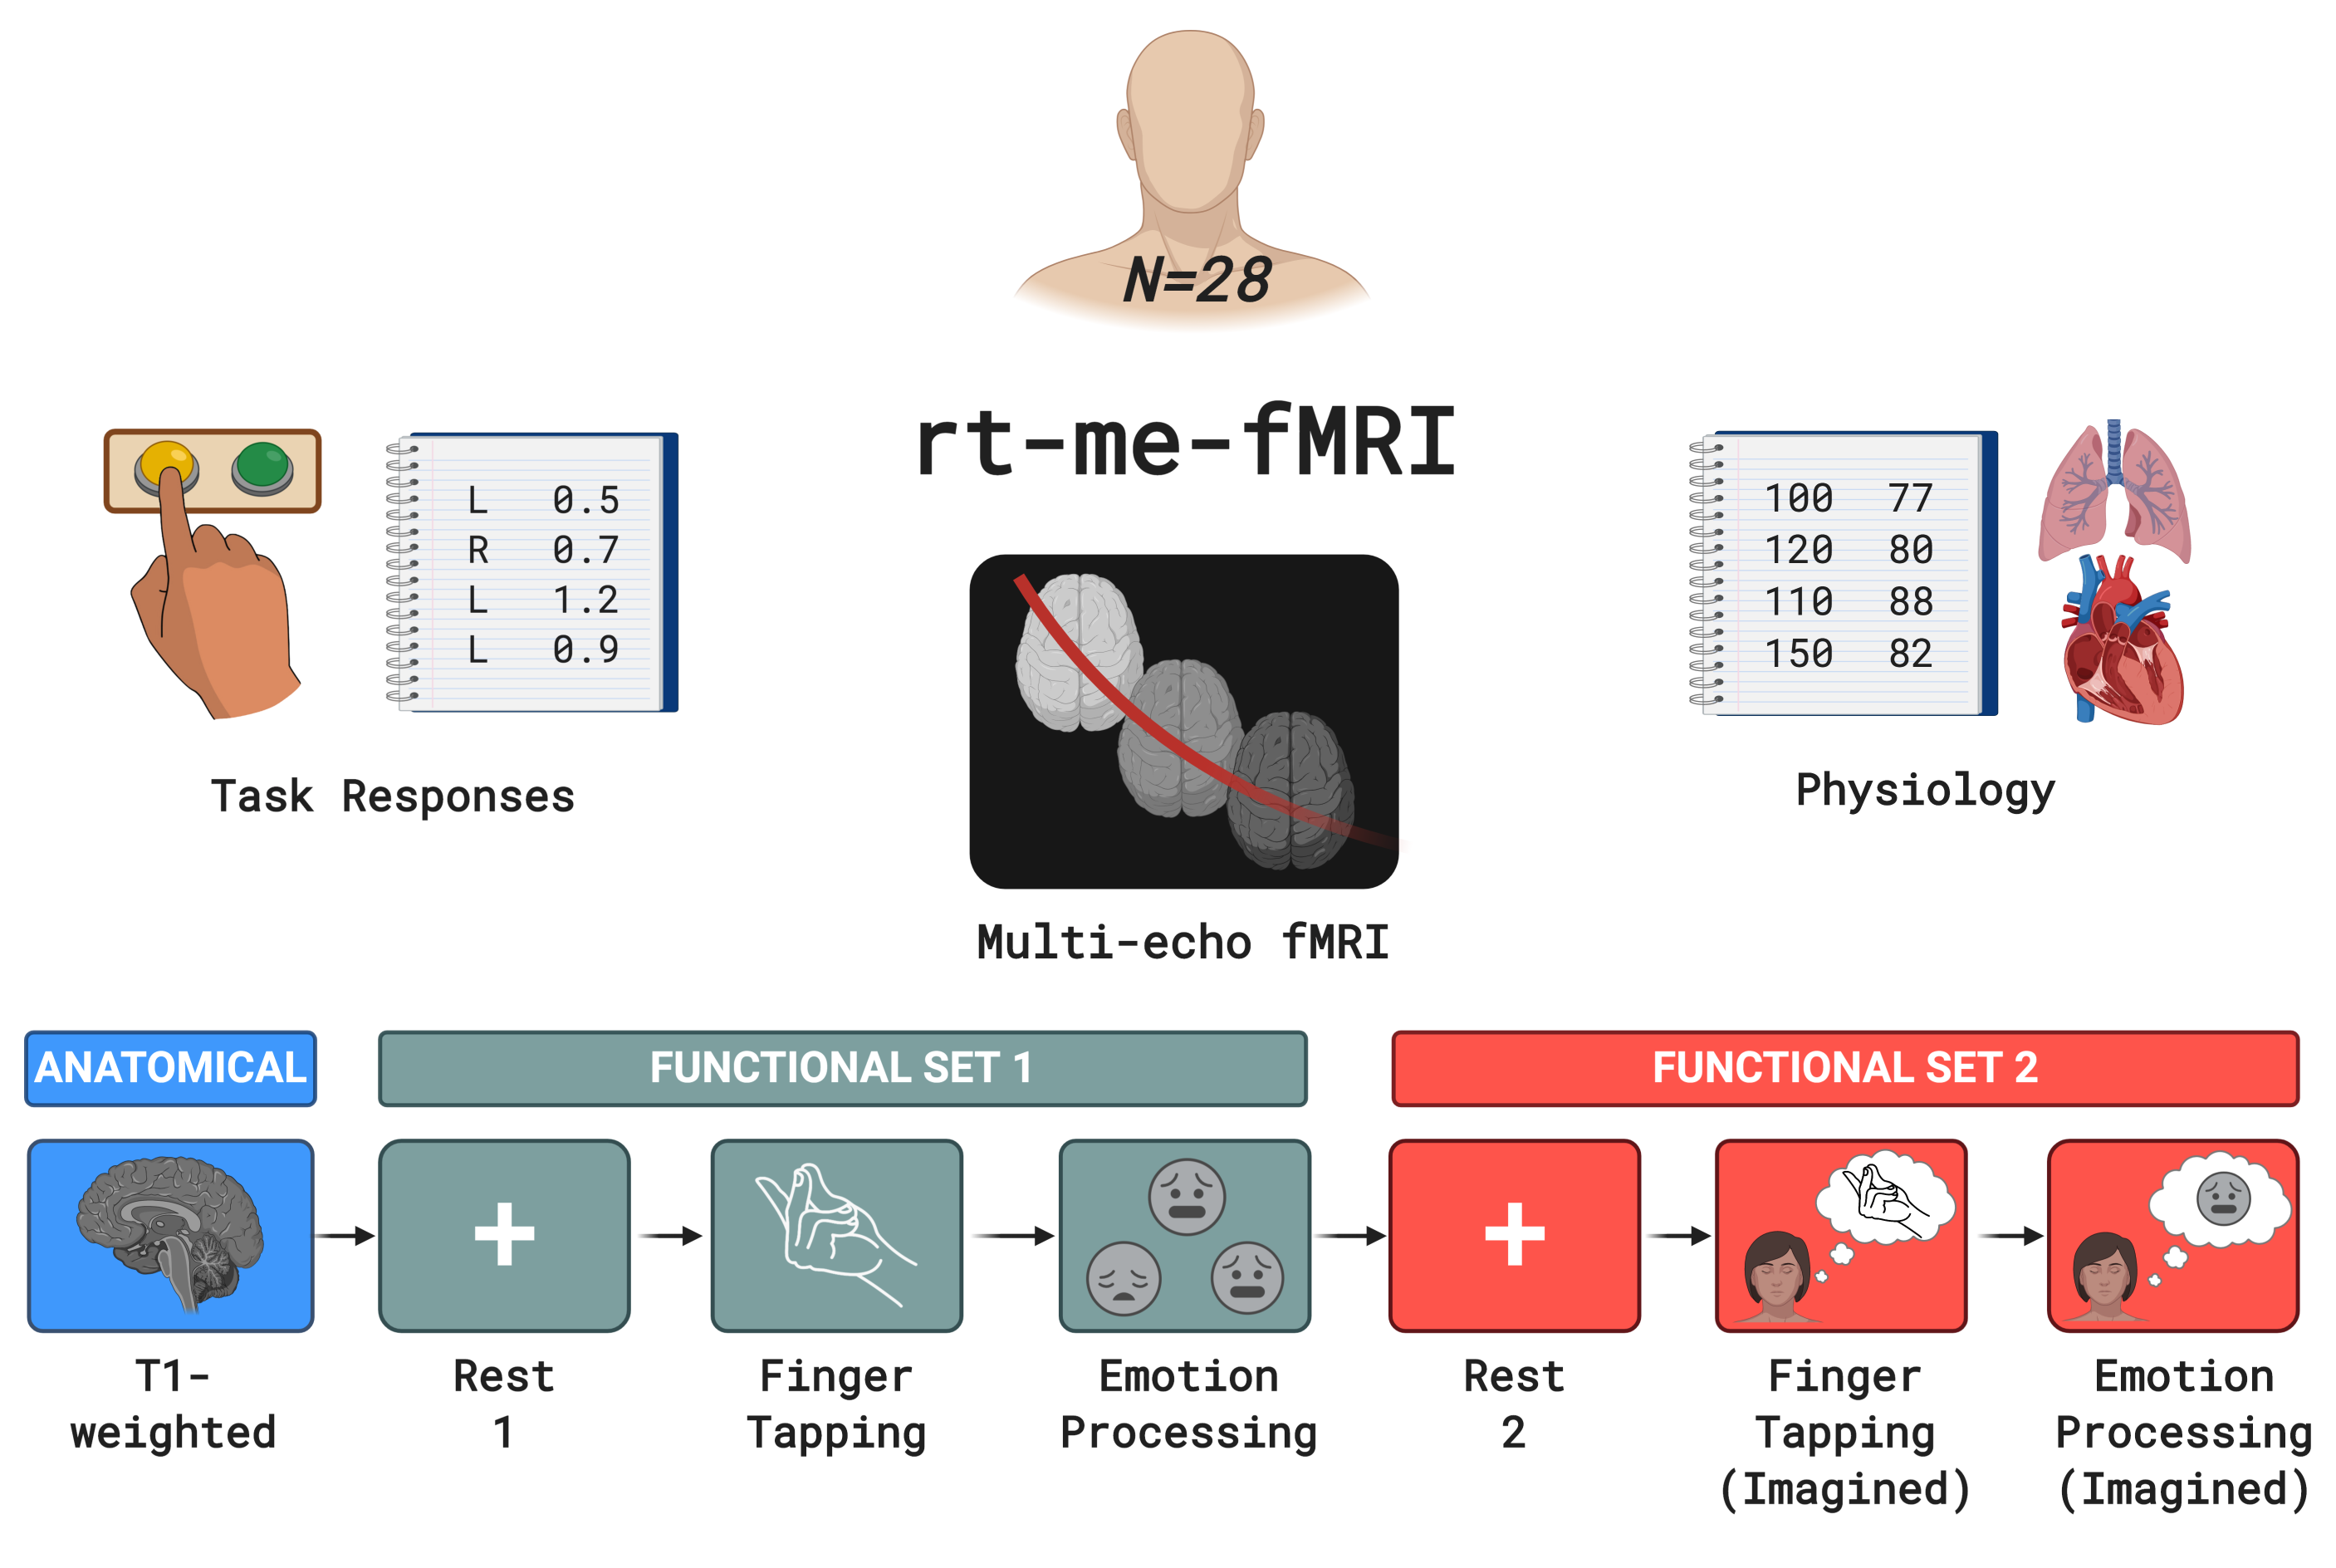 N=28
rt-me-fMRI
L 0.5
R 0.7
L 1.2
L 0.9
Task Responses
Multi-echo fMRI
100 77
120 80
110 88
150 82
Physiology
ANATOMICAL
FUNCTIONAL SET 1
FUNCTIONAL SET 2
T1-
weighted
Rest
1
Finger
Tapping
Emotion
Processing
Rest
2
Finger
Tapping
(Imagined)
Emotion
Processing
(Imagined)